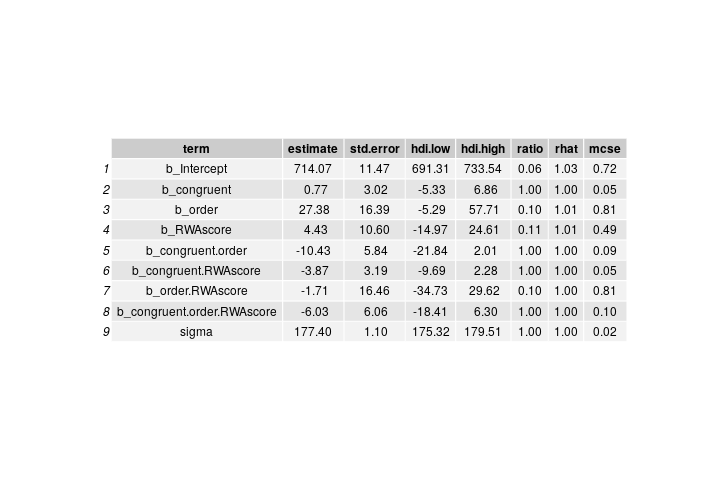 term estimate std.error hdi.low hdi.high ratio rhat mcse
1 b_Intercept 714.07 11.47 691.31 733.54 0.06 1.03 0.72
2 b_congruent 0.77 3.02 -5.33 6.86 1.00 1.00 0.05
3 b_order 27.38 16.39 -5.29 57.71 0.10 1.01 0.81
4 b_RWAscore 4.43 10.60 -14.97 24.61 0.11 1.01 0.49
5 b_congruent.order -10.43 5.84 -21.84 2.01 1.00 1.00 0.09
6 b_congruent.RWAscore -3.87 3.19 -9.69 2.28 1.00 1.00 0.05
7 b_order.RWAscore -1.71 16.46 -34.73 29.62 0.10 1.00 0.81
8 b_congruent.order.RWAscore -6.03 6.06 -18.41 6.30 1.00 1.00 0.10
9 sigma 177.40 1.10 175.32 179.51 1.00 1.00 0.02